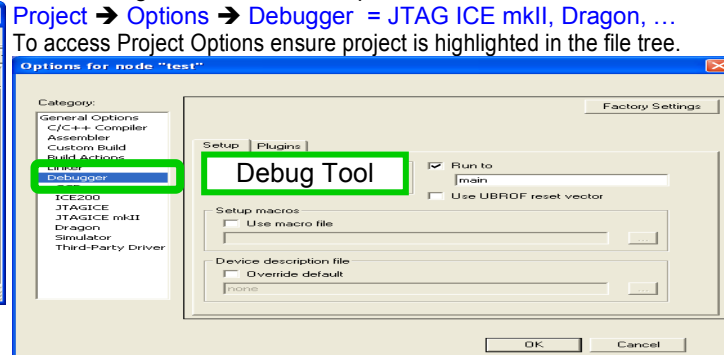 Project ➔ Options ➔ Debugger = JTAG ICE mkII, Dragon, …
To access Project Options ensure project is highlighted in the file tree.
Options for node "test"
Category:
Factory Settings
General Options
C/C++ Compiler
Assembler
Custom Build
Build Actions
Linker
Debugger
ICE200
JTAGICE
JTAGICE mkII
Dragon
Simulator
Third-Party Driver
Setup
Plugins
Debug Tool
Run to
main
Use UBROF reset vector
Setup macros
Use macro file
...
Device description file
Override default
none
...
OK
Cancel